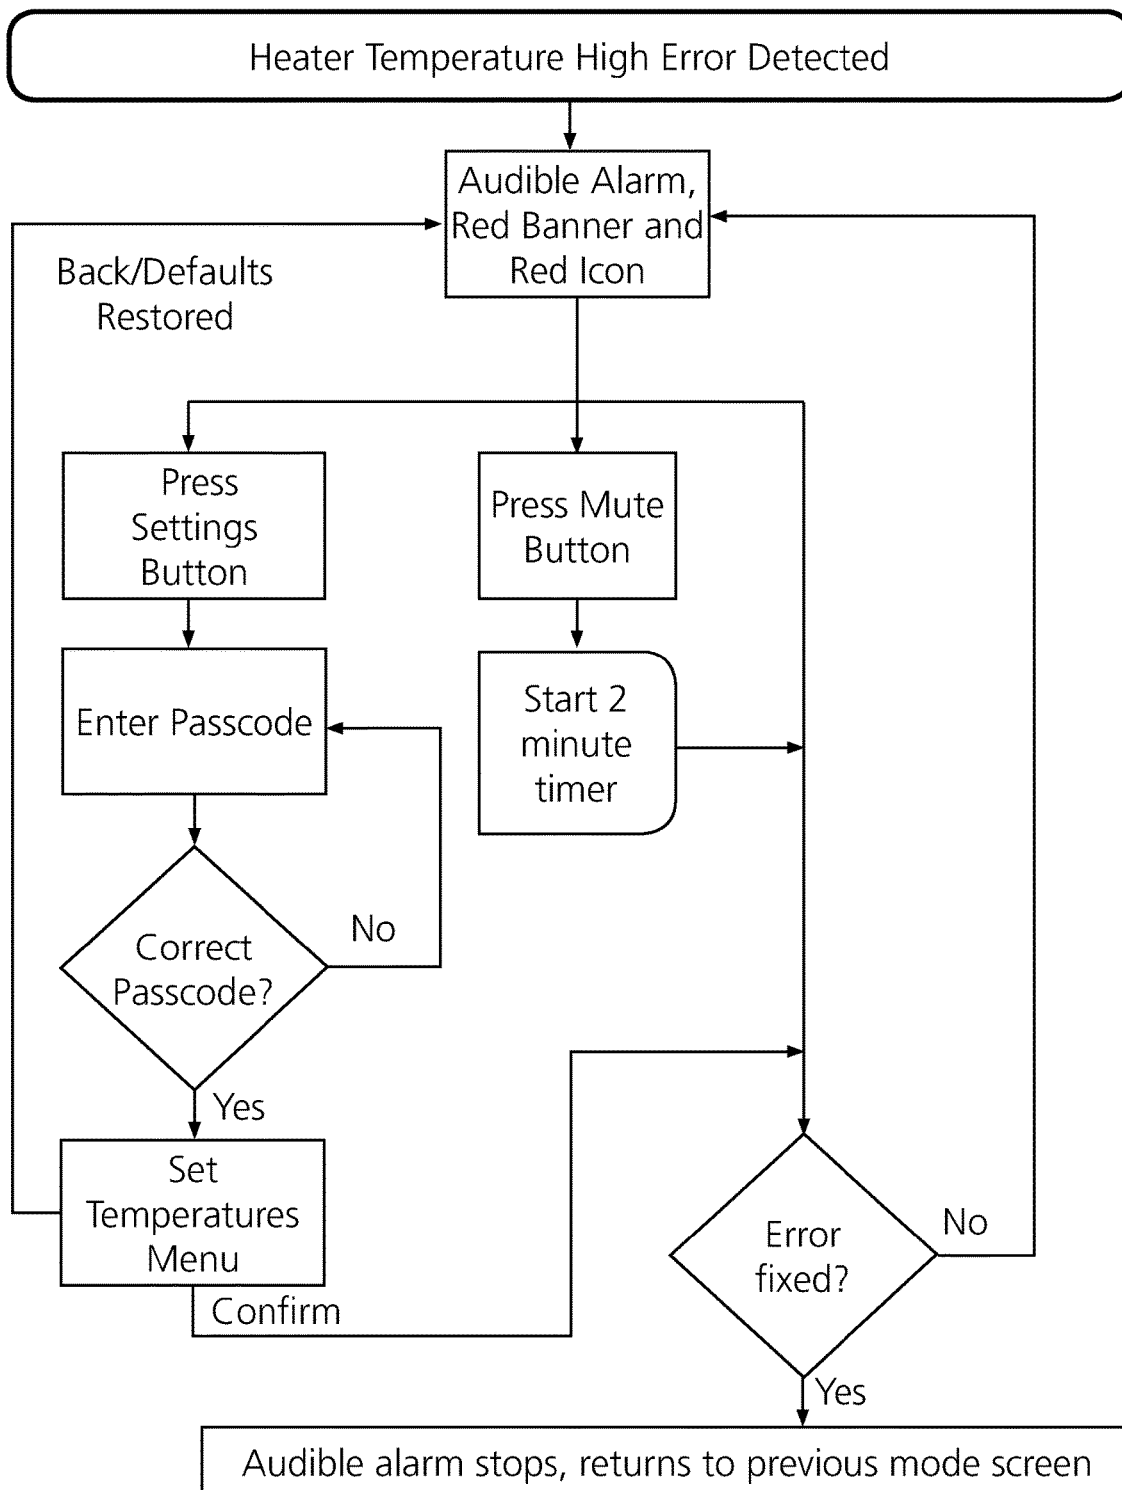 Heater Temperature High Error Detected
Audible Alarm,
Red Banner and
Red Icon
Back/Defaults
Restored
Press
Settings
Button
Press Mute
Button
Enter Passcode
Start 2
minute
timer
Correct
Passcode?
No
Yes
Set
Temperatures
Menu
Confirm
Error
fixed?
No
Yes
Audible alarm stops, returns to previous mode screen